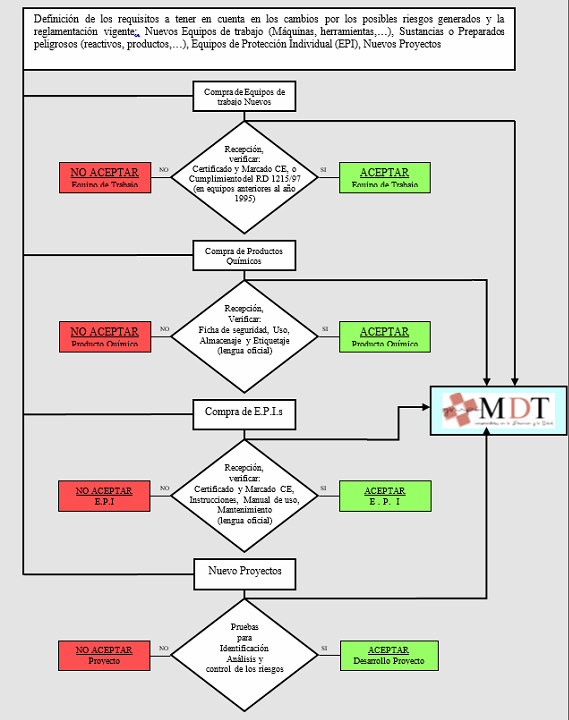 Definición de los requisitos a tener en cuenta en los cambios por los posibles riesgos generados y la
reglamentación vigente;, Nuevos Equipos de trabajo (Máquinas, herramientas,…), Sustancias o Preparados
peligrosos (reactivos, productos,…), Equipos de Protección Individual (EPI), Nuevos Proyectos
Compra de Equipos de
trabajo Nuevos
Recepción,
verificar:
Certificado y Marcado CE, o
Cumplimiento del RD 1215/97
(en equipos anteriores al año
1995)
NO ACEPTAR
Equipo de Trabajo
NO
SI
ACEPTAR
Equipo de Trabajo
Compra de Productos
Químicos
Recepción,
Verificar:
Ficha de seguridad, Uso,
Almacenaje y Etiquetaje
(lengua oficial)
NO ACEPTAR
Producto Químico
NO
SI
ACEPTAR
Producto Químico
MDT
Compra de E.P.I.s
Recepción,
verificar:
Certificado y Marcado CE,
Instrucciones, Manual de uso,
Mantenimiento
(lengua oficial)
NO ACEPTAR
E.P.I
NO
SI
ACEPTAR
E . P. I
Nuevo Proyectos
Pruebas
para
Identificación
Análisis y
control de los riesgos
NO ACEPTAR
Proyecto
NO
SI
ACEPTAR
Desarrollo Proyecto